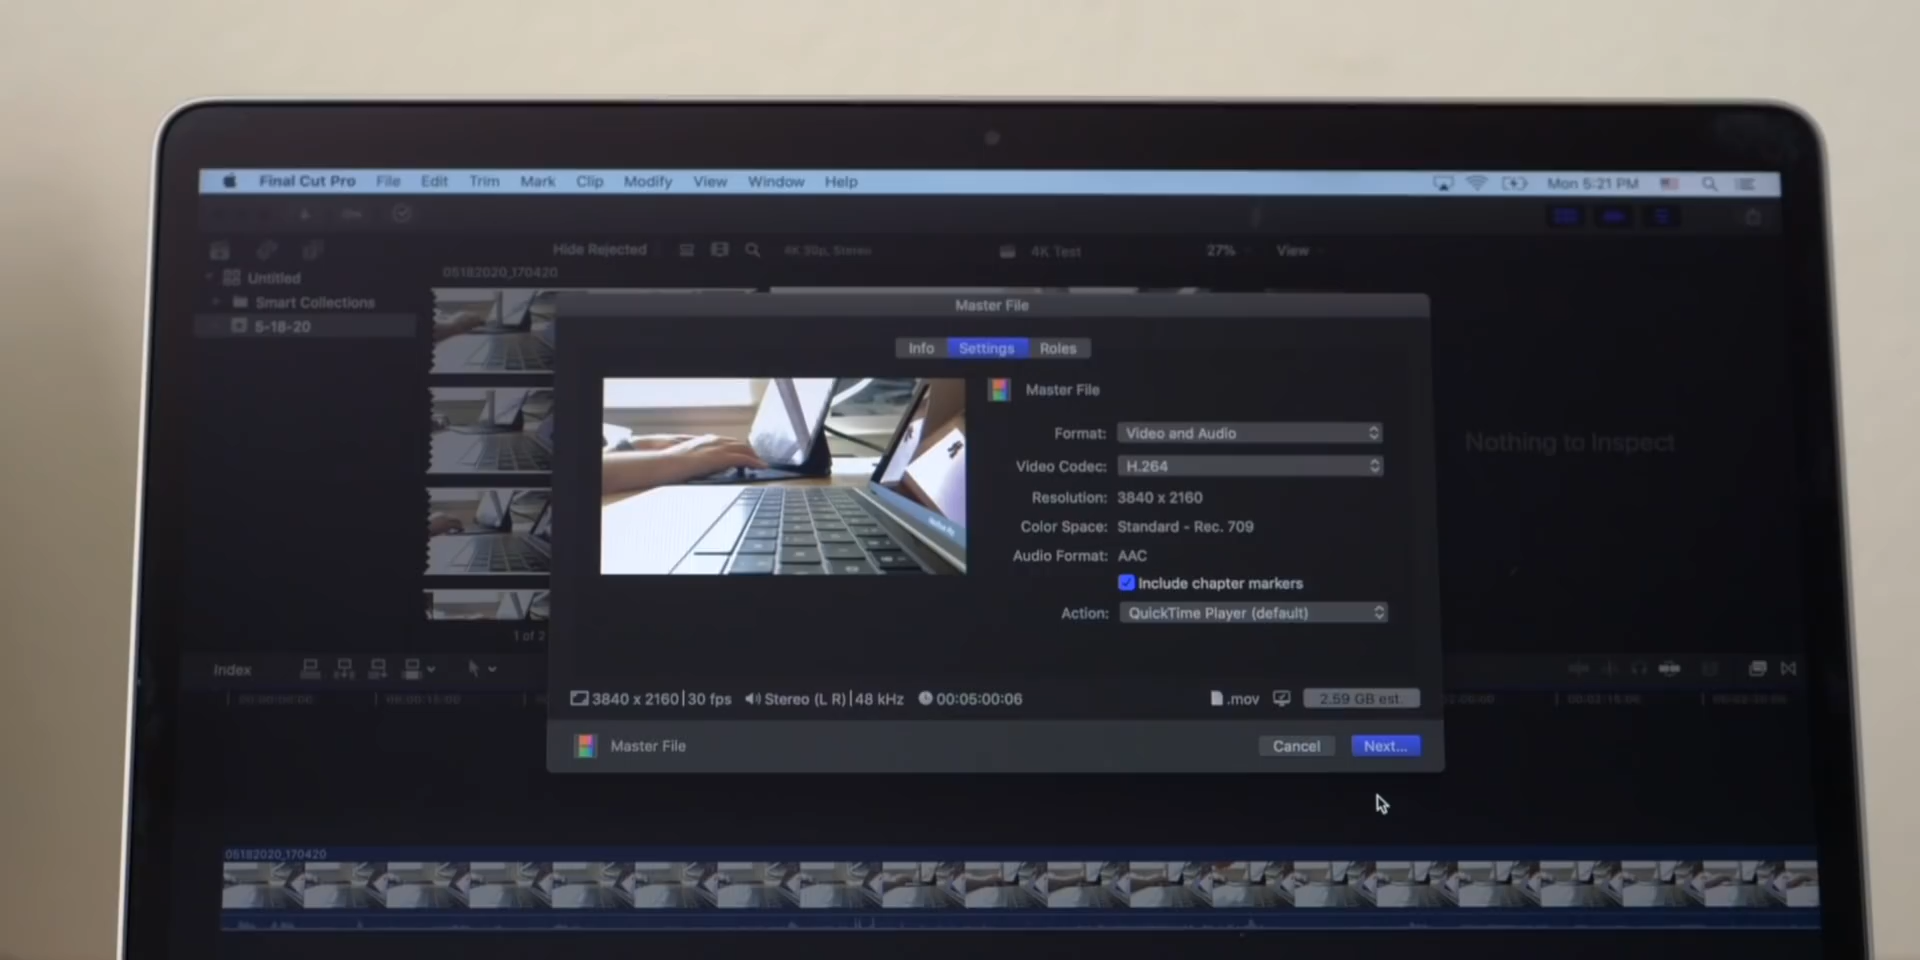 Final Cut Pro File Edit Trim Mark Clip Modify View Window Help Mon 5:21 PM
Hide Rejected 4K 30p, Stereo 4K Test 27% View
Untitled
05182020_170420
Smart Collections
5-18-20
Master File
Info Settings Roles
Master File
Format: Video and Audio
Nothing to Inspect
Video Codec: H.264
Resolution: 3840 x 2160
Color Space: Standard - Rec. 709
Audio Format: AAC
Include chapter markers
Action: QuickTime Player (default)
1 of 2
Index
3840 x 2160 | 30 fps Stereo (L R) | 48 kHz 00:05:00:06 .mov 2.59 GB est.
Master File Cancel Next...
05182020_170420